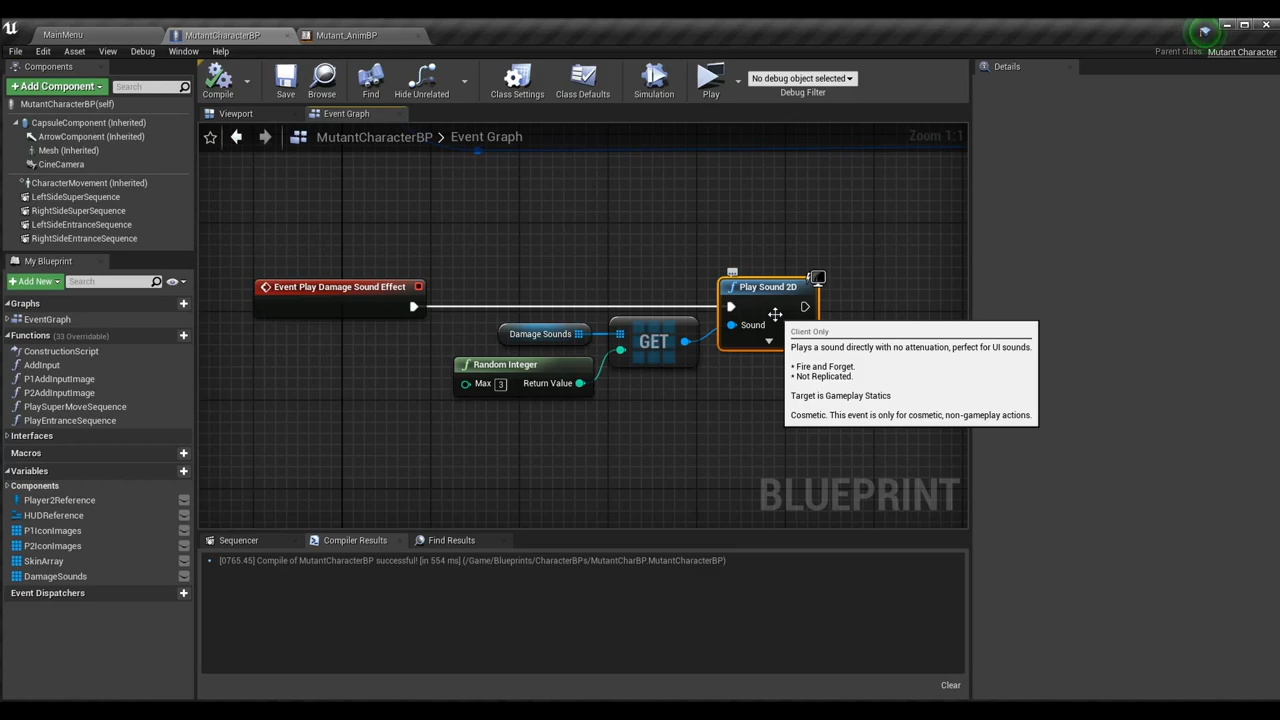 MainMenu
MutantCharacterBP
Mutant_AnimBP
File Edit Asset View Debug Window Help
Parent class: Mutant Character
Components
+ Add Component
Search
MutantCharacterBP(self)
CapsuleComponent (Inherited)
ArrowComponent (Inherited)
Mesh (Inherited)
CineCamera
CharacterMovement (Inherited)
LeftSideSuperSequence
RightSideSuperSequence
LeftSideEntranceSequence
RightSideEntranceSequence
My Blueprint
+ Add New
Search
Graphs
EventGraph
Functions (33 Overridable)
ConstructionScript
AddInput
P1AddInputImage
P2AddInputImage
PlaySuperMoveSequence
PlayEntranceSequence
Interfaces
Macros
Variables
Components
Player2Reference
HUDReference
P1IconImages
P2IconImages
SkinArray
DamageSounds
Event Dispatchers
Compile
Save
Browse
Find
Hide Unrelated
Class Settings
Class Defaults
Simulation
Play
No debug object selected
Debug Filter
Viewport
Event Graph
MutantCharacterBP > Event Graph
Zoom 1:1
Event Play Damage Sound Effect
Damage Sounds
Random Integer
Max 3 Return Value
GET
Play Sound 2D
Sound
Client Only
Plays a sound directly with no attenuation, perfect for UI sounds.
* Fire and Forget.
* Not Replicated.
Target is Gameplay Statics
Cosmetic. This event is only for cosmetic, non-gameplay actions.
BLUEPRINT
Sequencer
Compiler Results
Find Results
[0765.45] Compile of MutantCharacterBP successful! [in 554 ms] (/Game/Blueprints/CharacterBPs/MutantCharBP.MutantCharacterBP)
Clear
Details